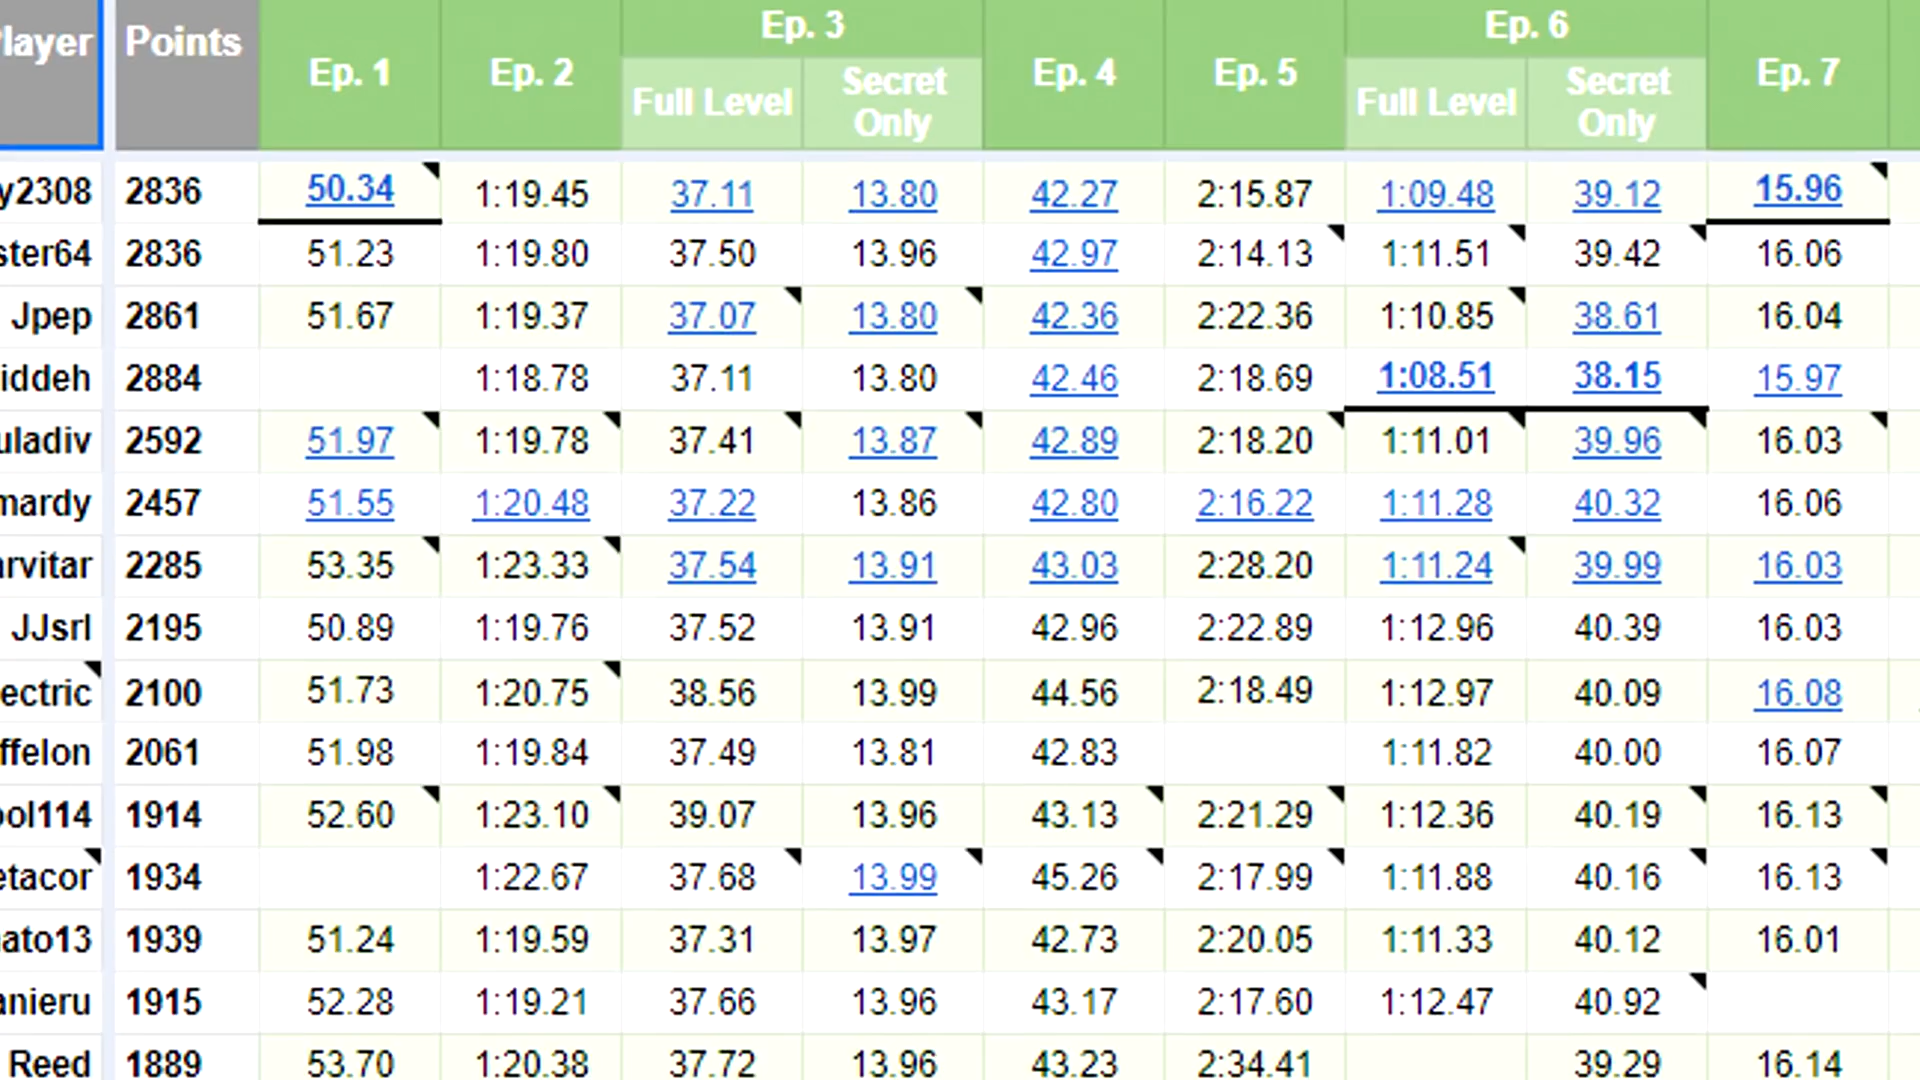 layer Points Ep. 1 Ep. 2 Ep. 3 Ep. 4 Ep. 5 Ep. 6 Ep. 7
Full Level Secret Only Full Level Secret Only
y2308 2836 50.34 1:19.45 37.11 13.80 42.27 2:15.87 1:09.48 39.12 15.96
ster64 2836 51.23 1:19.80 37.50 13.96 42.97 2:14.13 1:11.51 39.42 16.06
Jpep 2861 51.67 1:19.37 37.07 13.80 42.36 2:22.36 1:10.85 38.61 16.04
iddeh 2884 1:18.78 37.11 13.80 42.46 2:18.69 1:08.51 38.15 15.97
uladiv 2592 51.97 1:19.78 37.41 13.87 42.89 2:18.20 1:11.01 39.96 16.03
mardy 2457 51.55 1:20.48 37.22 13.86 42.80 2:16.22 1:11.28 40.32 16.06
arvitar 2285 53.35 1:23.33 37.54 13.91 43.03 2:28.20 1:11.24 39.99 16.03
JJsrl 2195 50.89 1:19.76 37.52 13.91 42.96 2:22.89 1:12.96 40.39 16.03
ectric 2100 51.73 1:20.75 38.56 13.99 44.56 2:18.49 1:12.97 40.09 16.08
ffelon 2061 51.98 1:19.84 37.49 13.81 42.83 1:11.82 40.00 16.07
ool114 1914 52.60 1:23.10 39.07 13.96 43.13 2:21.29 1:12.36 40.19 16.13
etacor 1934 1:22.67 37.68 13.99 45.26 2:17.99 1:11.88 40.16 16.13
ato13 1939 51.24 1:19.59 37.31 13.97 42.73 2:20.05 1:11.33 40.12 16.01
anieru 1915 52.28 1:19.21 37.66 13.96 43.17 2:17.60 1:12.47 40.92
Reed 1889 53.70 1:20.38 37.72 13.96 43.23 2:34.41 39.29 16.14